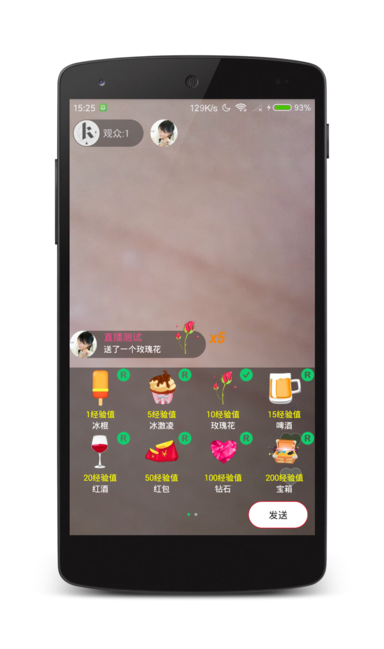 15:25 129K/s 93%
观众:1
直播测试
送了一个玫瑰花
x5
R R R
1经验值 5经验值 10经验值 15经验值
冰棍 冰激凌 玫瑰花 啤酒
R R R R
20经验值 50经验值 100经验值 200经验值
红酒 红包 钻石 宝箱
发送